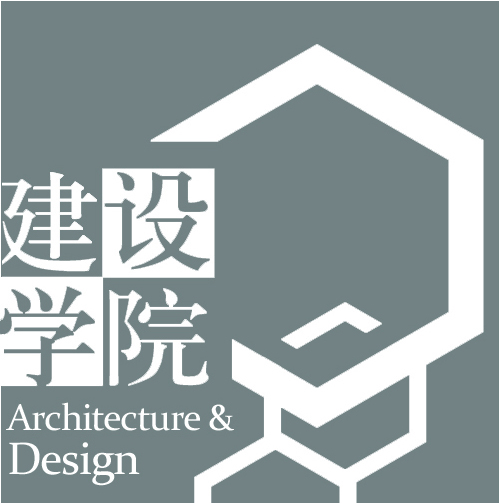 建设
学院
Architecture &
Design